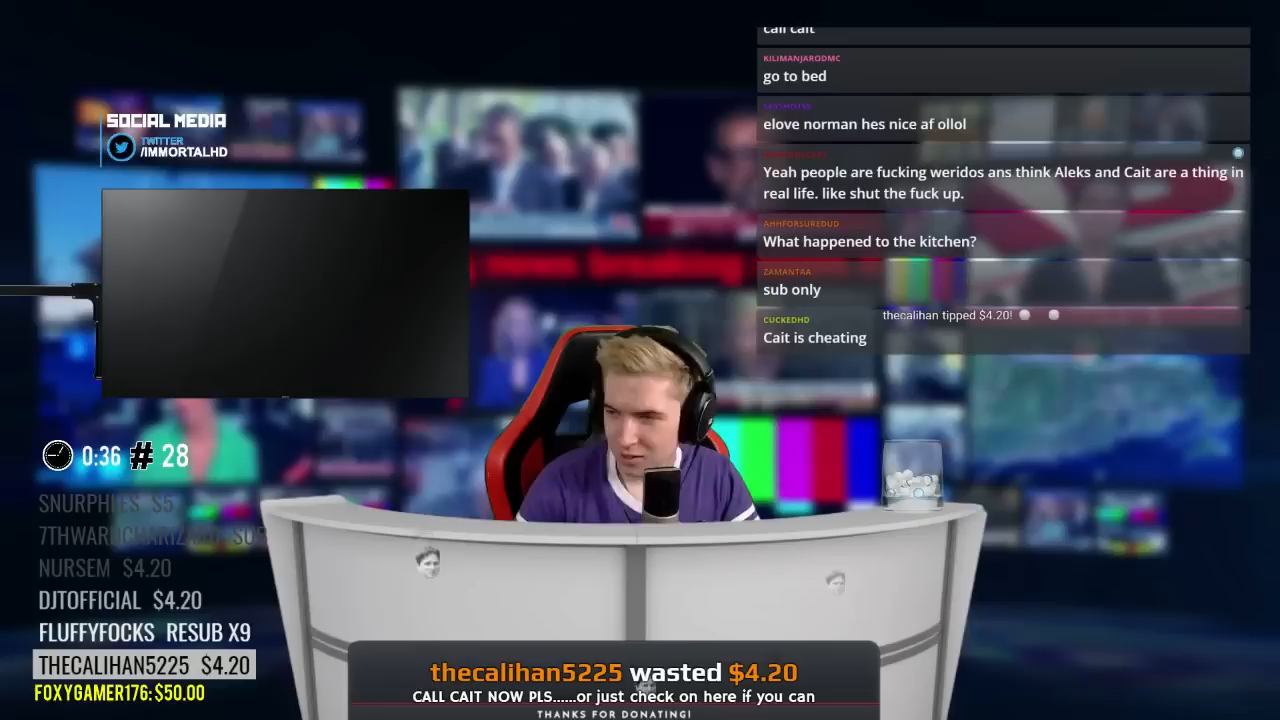 call cait
KILIMANJARODMC
go to bed
elove norman hes nice af ollol
Yeah people are fucking weridos ans think Aleks and Cait are a thing in
real life. like shut the fuck up.
AHHFORSUREDUD
What happened to the kitchen?
ZAMANTAA
sub only
thecalihan tipped $4.20!
CUCKEDHD
Cait is cheating
SOCIAL MEDIA
TWITTER
/IMMORTALHD
breaking
0:36 # 28
$5
NURSEM $4.20
DJTOFFICIAL $4.20
FLUFFYFOCKS RESUB X9
THECALIHAN5225 $4.20
FOXYGAMER176: $50.00
thecalihan5225 wasted $4.20
CALL CAIT NOW PLS......or just check on here if you can
THANKS FOR DONATING!